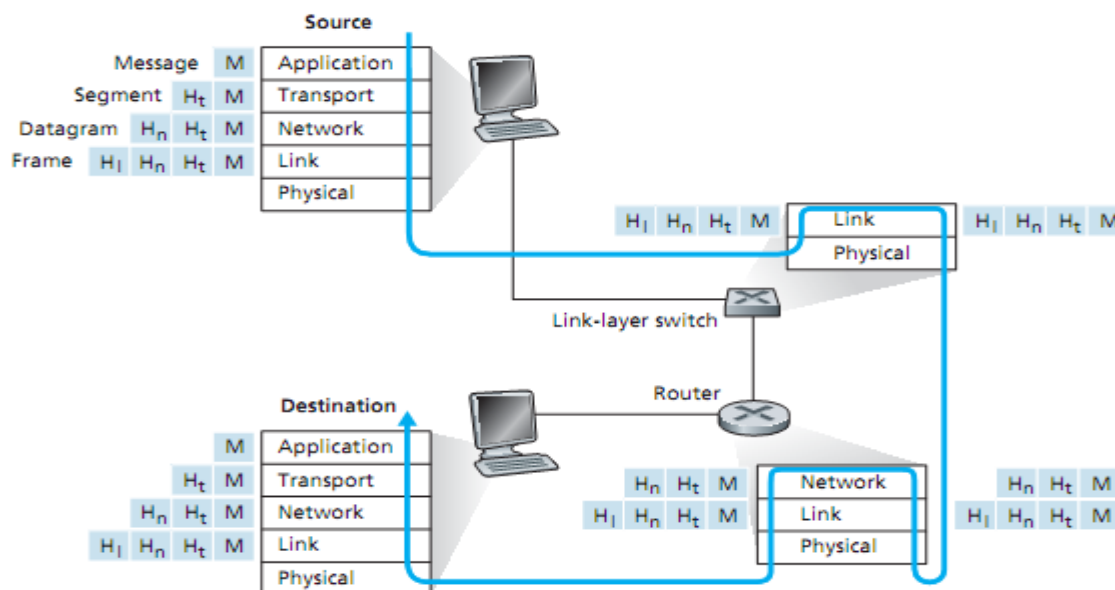 Source
Message M Application
Segment Ht M Transport
Datagram Hn Ht M Network
Frame Hl Hn Ht M Link
Physical
Hl Hn Ht M Link Hl Hn Ht M
Physical
Link-layer switch
Router
Destination
M Application
Ht M Transport
Hn Ht M Network
Hl Hn Ht M Link
Physical
Hn Ht M Network Hn Ht M
Hl Hn Ht M Link Hl Hn Ht M
Physical